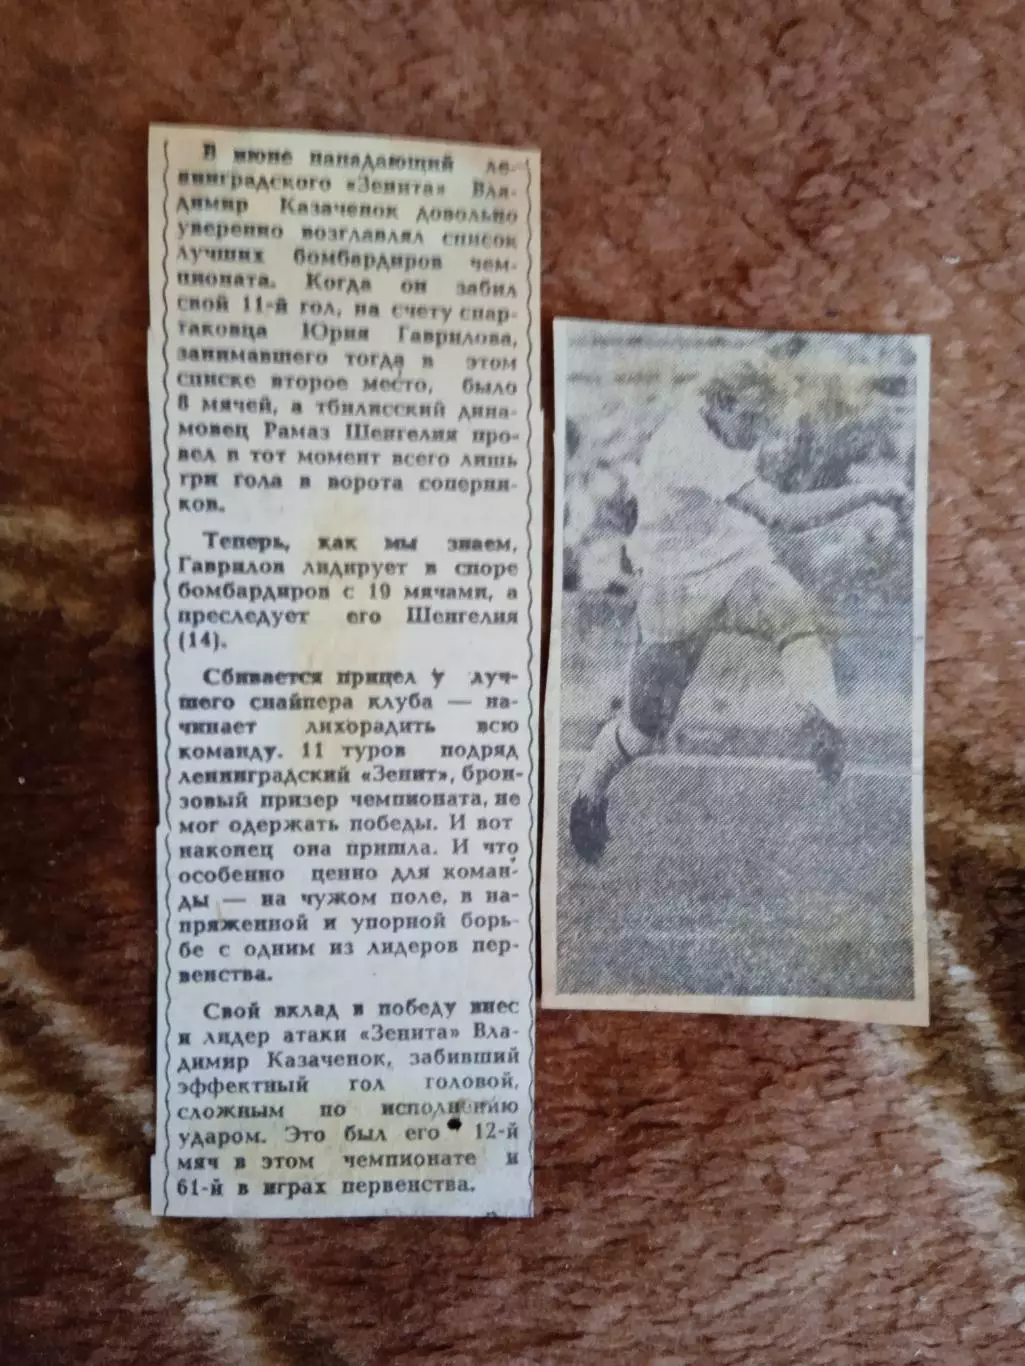 В июне нападающий ле-
нинградского «Зенита» Вла-
димир Казаченок довольно
уверенно возглавлял список
лучших бомбардиров чем-
пионата. Когда он забил
свой 11-й гол, на счету спар-
таковца Юрия Гаврилова,
занимавшего тогда в этом
списке второе место, было
8 мячей, а тбилисский дина-
мовец Рамаз Шенгелия про-
вел в тот момент всего лишь
три гола в ворота соперни-
ков.
Теперь, как мы знаем,
Гаврилов лидирует в споре
бомбардиров с 19 мячами, а
преследует его Шенгелия
(14).
Сбивается прицел у луч-
шего снайпера клуба — на-
чинает лихорадить всю
команду. 11 туров подряд
ленинградский «Зенит», брон-
зовый призер чемпионата, не
мог одержать победы. И вот
наконец она пришла. И что
особенно ценно для коман-
ды — на чужом поле, в на-
пряженной и упорной борь-
бе с одним из лидеров пер-
венства.
Свой вклад в победу внес
и лидер атаки «Зенита» Вла-
димир Казаченок, забивший
эффектный гол головой,
сложным по исполнению
ударом. Это был его 12-й
мяч в этом чемпионате и
61-й в играх первенства.